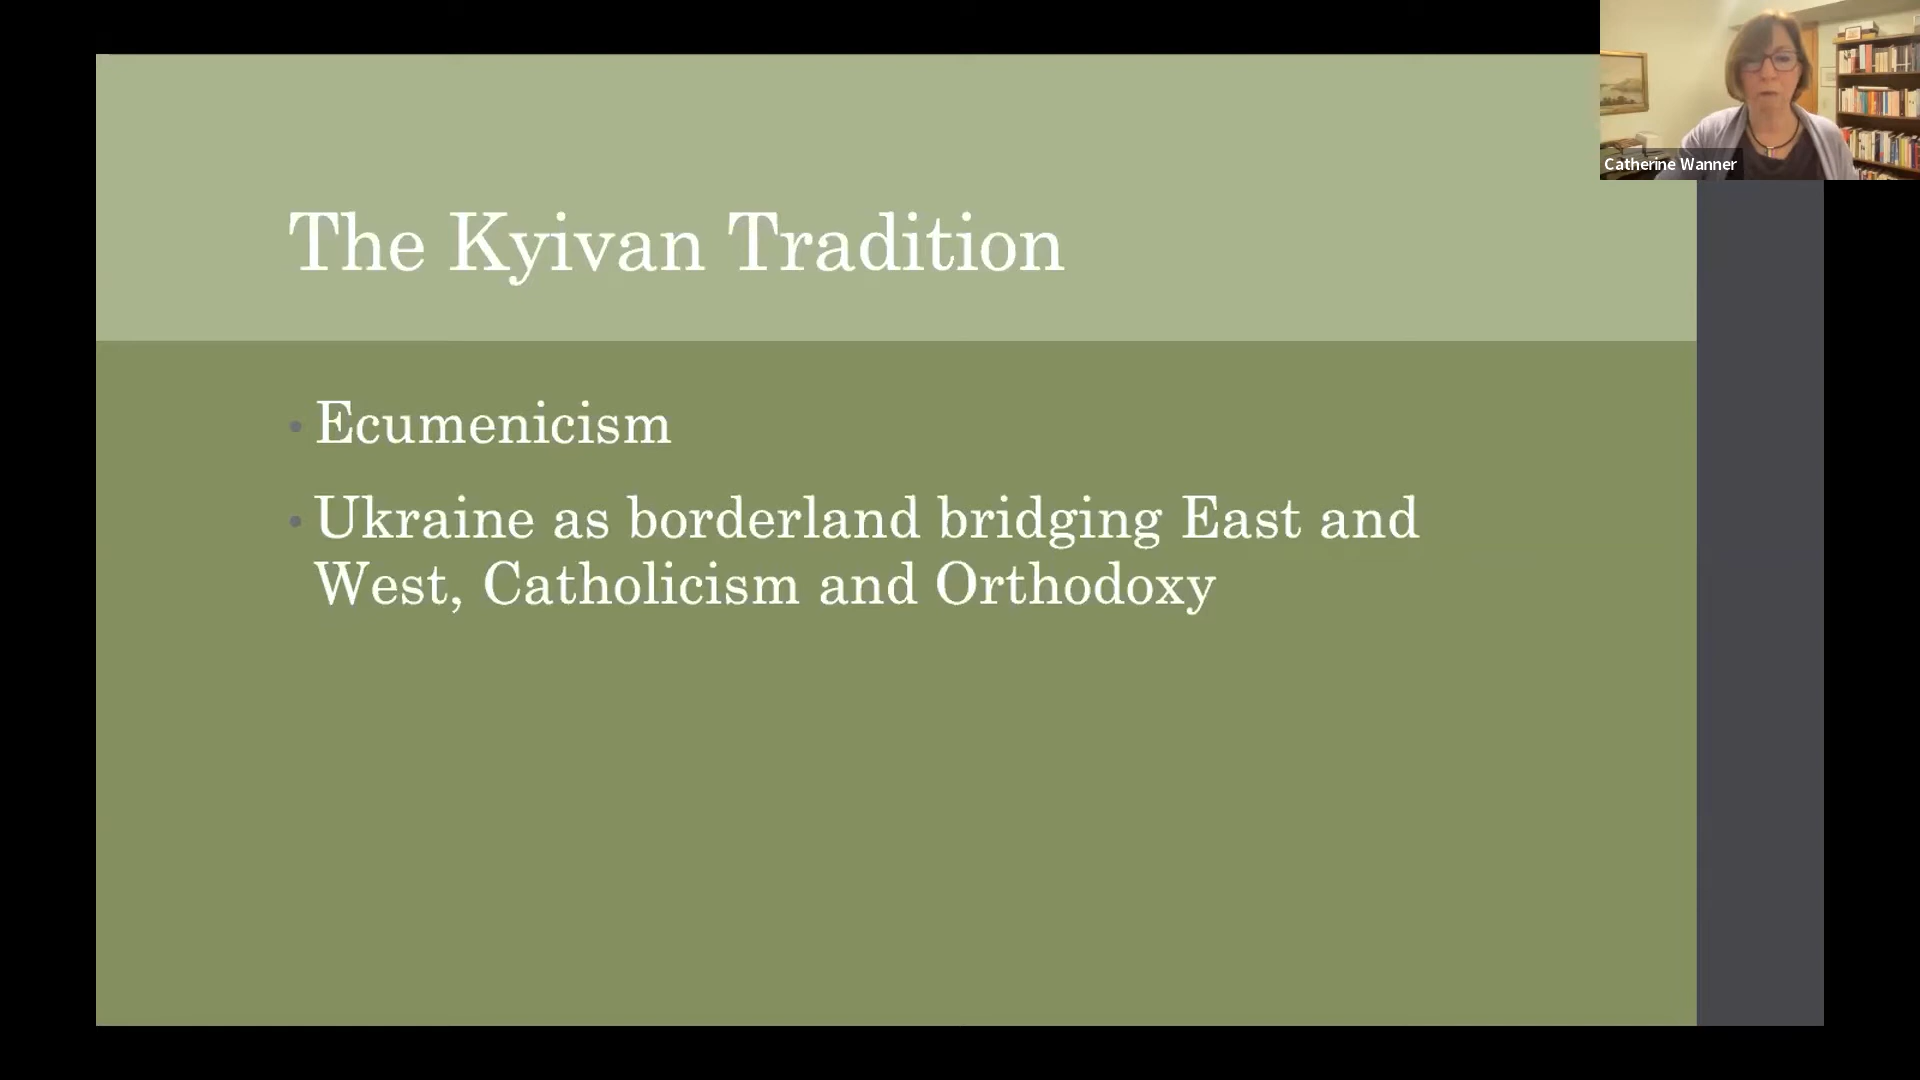 The Kyivan Tradition
• Ecumenicism
• Ukraine as borderland bridging East and
West, Catholicism and Orthodoxy
Catherine Wanner